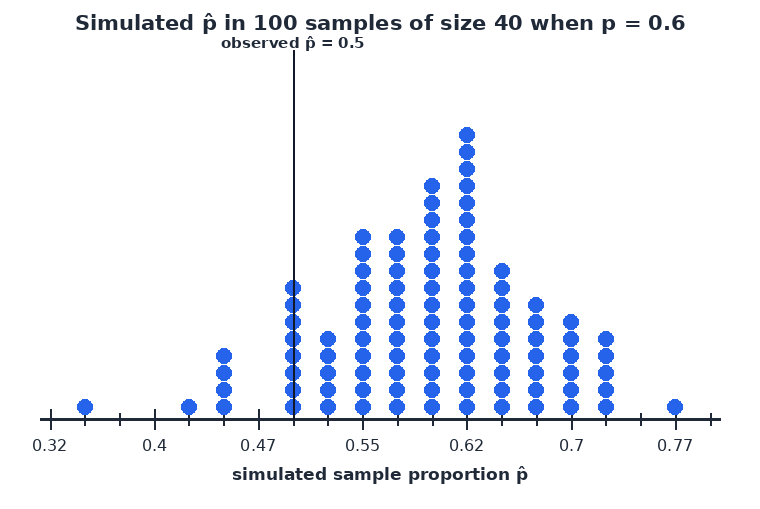 Simulated p̂ in 100 samples of size 40 when p = 0.6
observed p̂ = 0.5
0.32 0.4 0.47 0.55 0.62 0.7 0.77
simulated sample proportion p̂